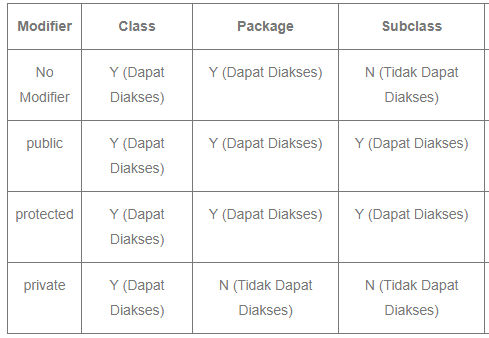 Modifier Class Package Subclass
No Y (Dapat Y (Dapat Diakses) N (Tidak Dapat
Modifier Diakses) Diakses)
public Y (Dapat Y (Dapat Diakses) Y (Dapat Diakses)
Diakses)
protected Y (Dapat Y (Dapat Diakses) Y (Dapat Diakses)
Diakses)
private Y (Dapat N (Tidak Dapat N (Tidak Dapat
Diakses) Diakses) Diakses)